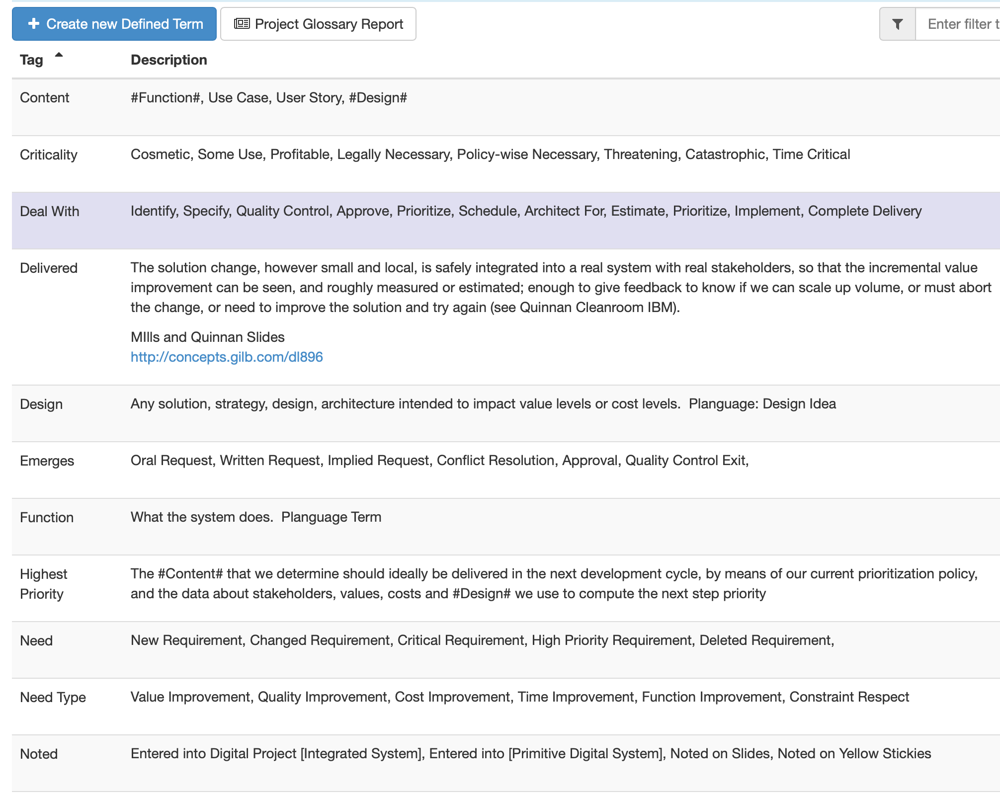 Create new Defined Term
Project Glossary Report
Enter filter t
Tag
Description
Content
#Function#, Use Case, User Story, #Design#
Criticality
Cosmetic, Some Use, Profitable, Legally Necessary, Policy-wise Necessary, Threatening, Catastrophic, Time Critical
Deal With
Identify, Specify, Quality Control, Approve, Prioritize, Schedule, Architect For, Estimate, Prioritize, Implement, Complete Delivery
Delivered
The solution change, however small and local, is safely integrated into a real system with real stakeholders, so that the incremental value
improvement can be seen, and roughly measured or estimated; enough to give feedback to know if we can scale up volume, or must abort
the change, or need to improve the solution and try again (see Quinnan Cleanroom IBM).
MIlls and Quinnan Slides
http://concepts.gilb.com/dl896
Design
Any solution, strategy, design, architecture intended to impact value levels or cost levels.  Planguage: Design Idea
Emerges
Oral Request, Written Request, Implied Request, Conflict Resolution, Approval, Quality Control Exit,
Function
What the system does.  Planguage Term
Highest
Priority
The #Content# that we determine should ideally be delivered in the next development cycle, by means of our current prioritization policy,
and the data about stakeholders, values, costs and #Design# we use to compute the next step priority
Need
New Requirement, Changed Requirement, Critical Requirement, High Priority Requirement, Deleted Requirement,
Need Type
Value Improvement, Quality Improvement, Cost Improvement, Time Improvement, Function Improvement, Constraint Respect
Noted
Entered into Digital Project [Integrated System], Entered into [Primitive Digital System], Noted on Slides, Noted on Yellow Stickies